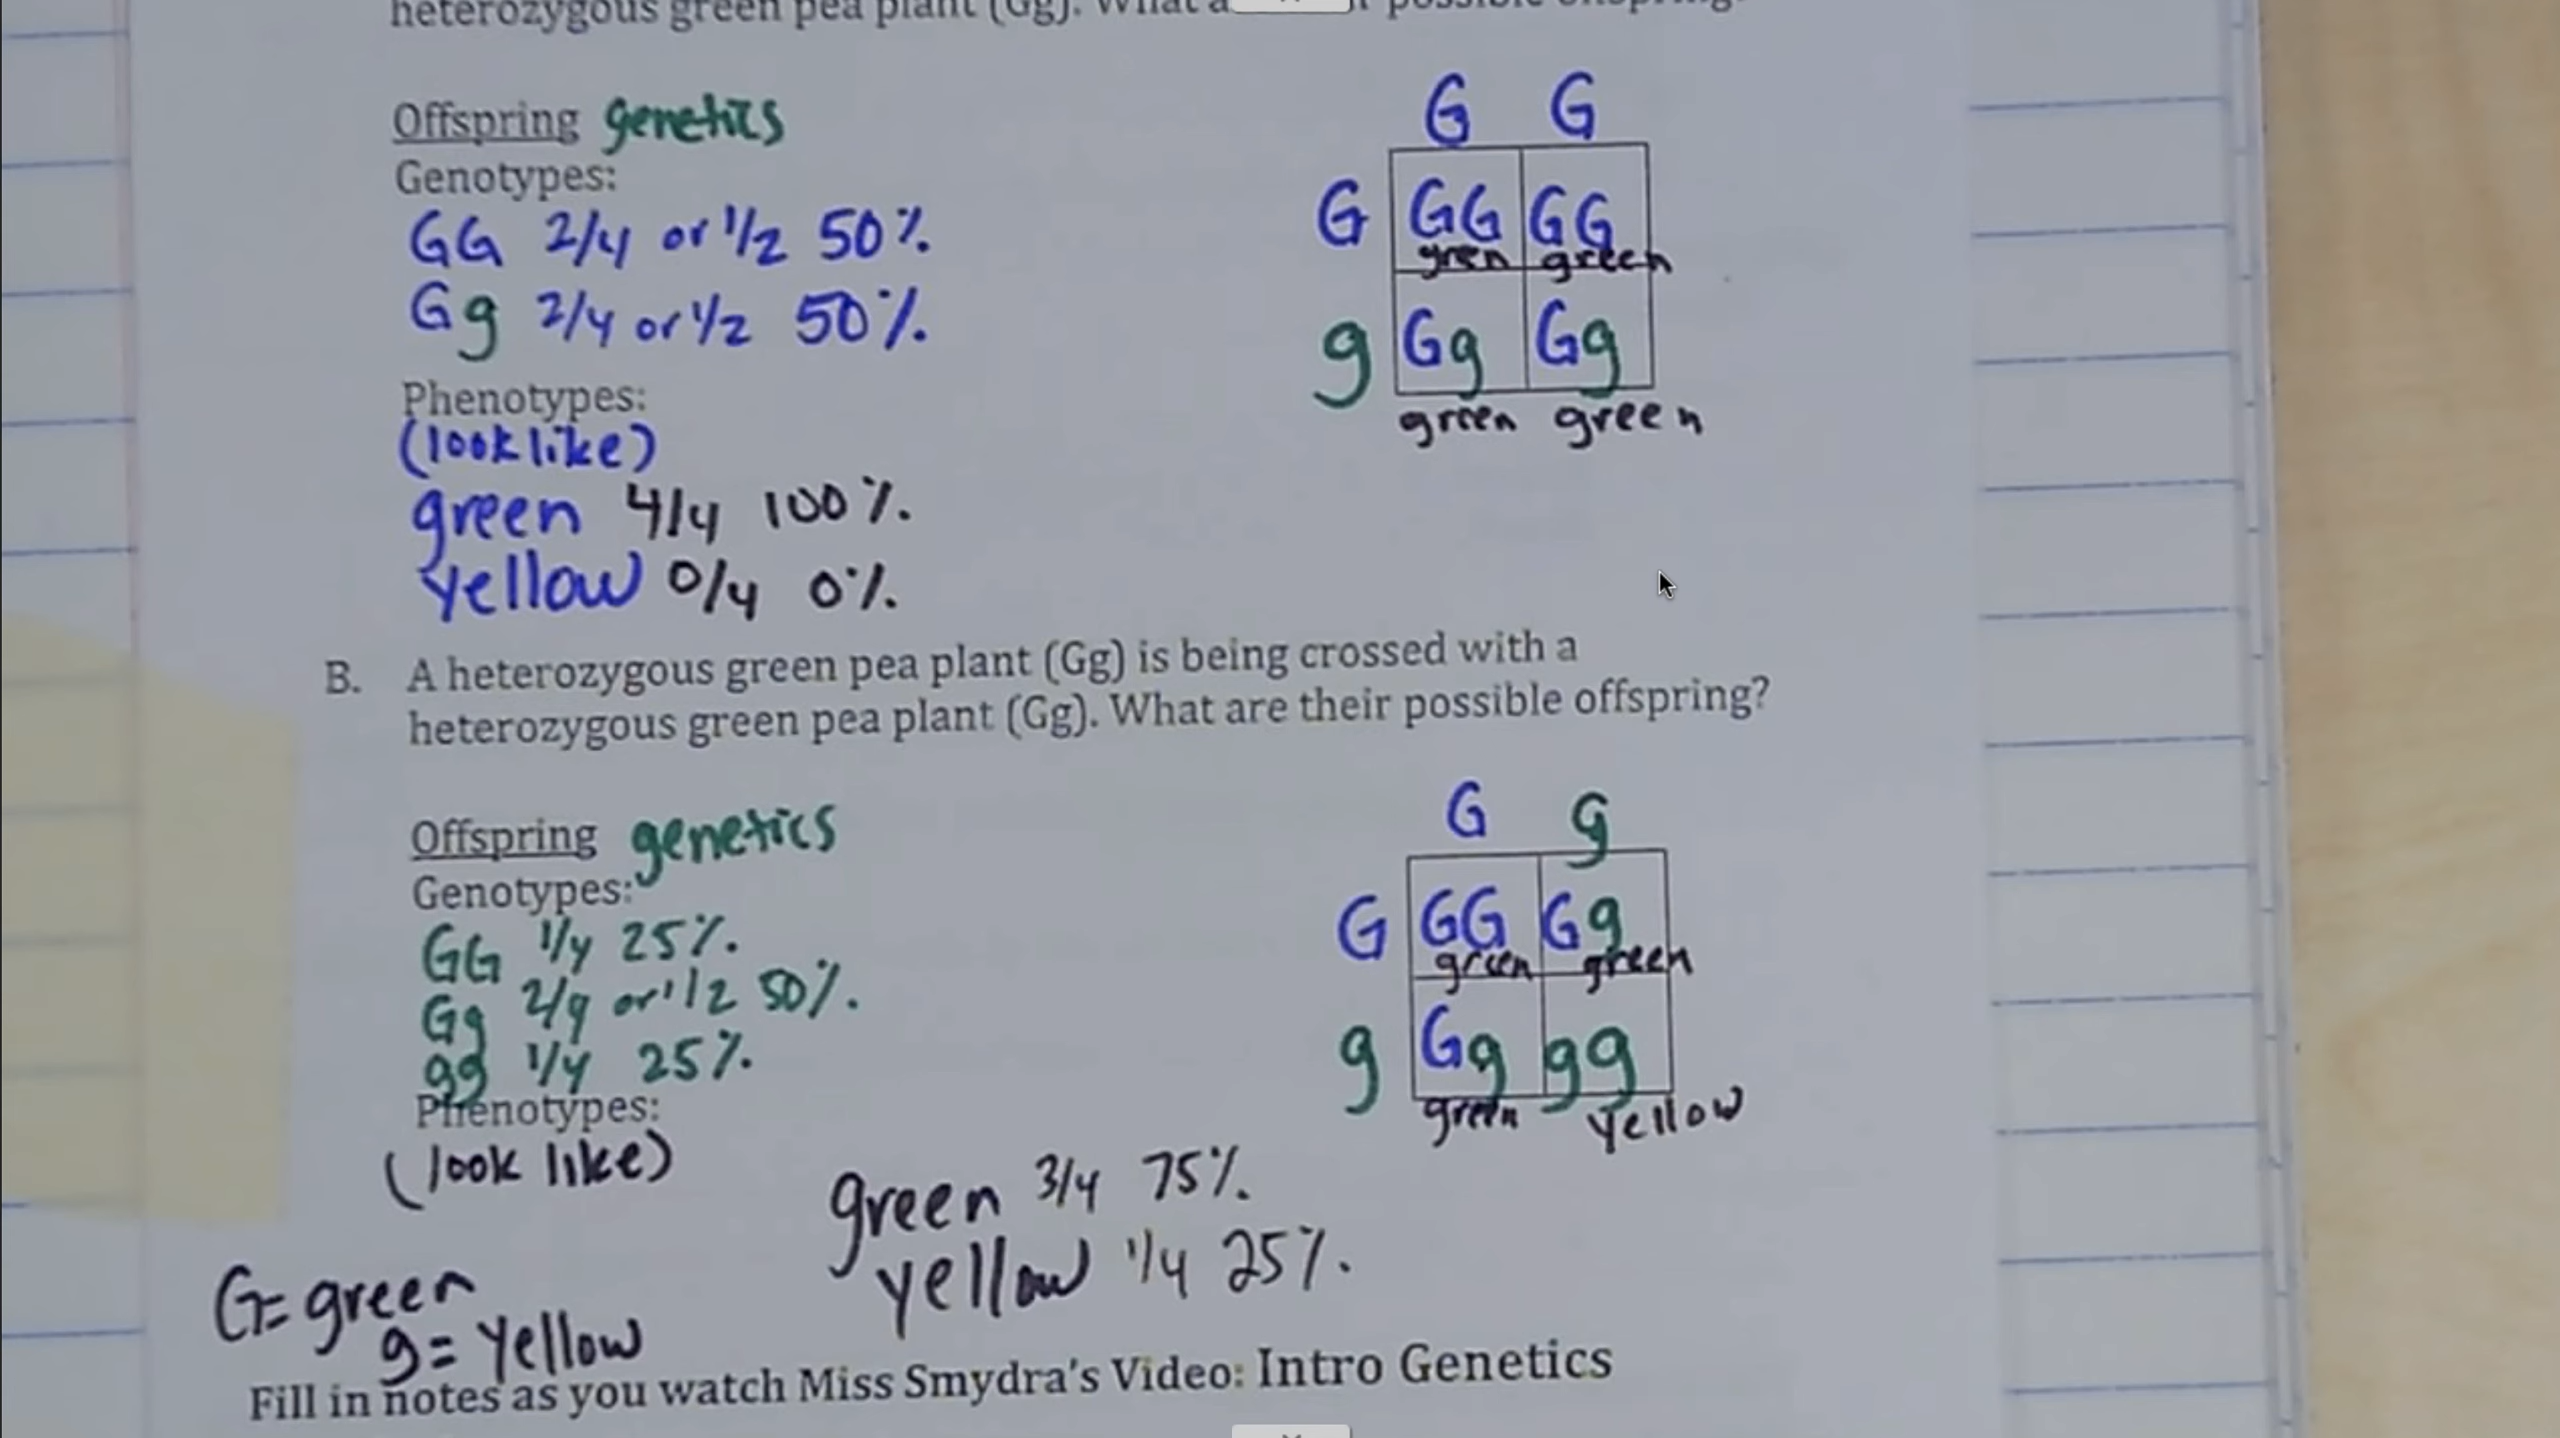 heterozygous green pea plant (Gg). What a possible offspring?
Offspring genetics
Genotypes:
GG 2/4 or 1/2 50%
Gg 2/4 or 1/2 50%
Phenotypes:
(look like)
green 4/4 100%
yellow 0/4 0%
G G
G GG GG
green green
g Gg Gg
green green
B. A heterozygous green pea plant (Gg) is being crossed with a
heterozygous green pea plant (Gg). What are their possible offspring?
Offspring genetics
Genotypes:
GG 1/4 25%
Gg 2/4 or 1/2 50%
gg 1/4 25%
Phenotypes:
(look like)
G g
G GG Gg
green green
g Gg gg
green yellow
green 3/4 75%
yellow 1/4 25%
G= green
g= yellow
Fill in notes as you watch Miss Smydra's Video: Intro Genetics